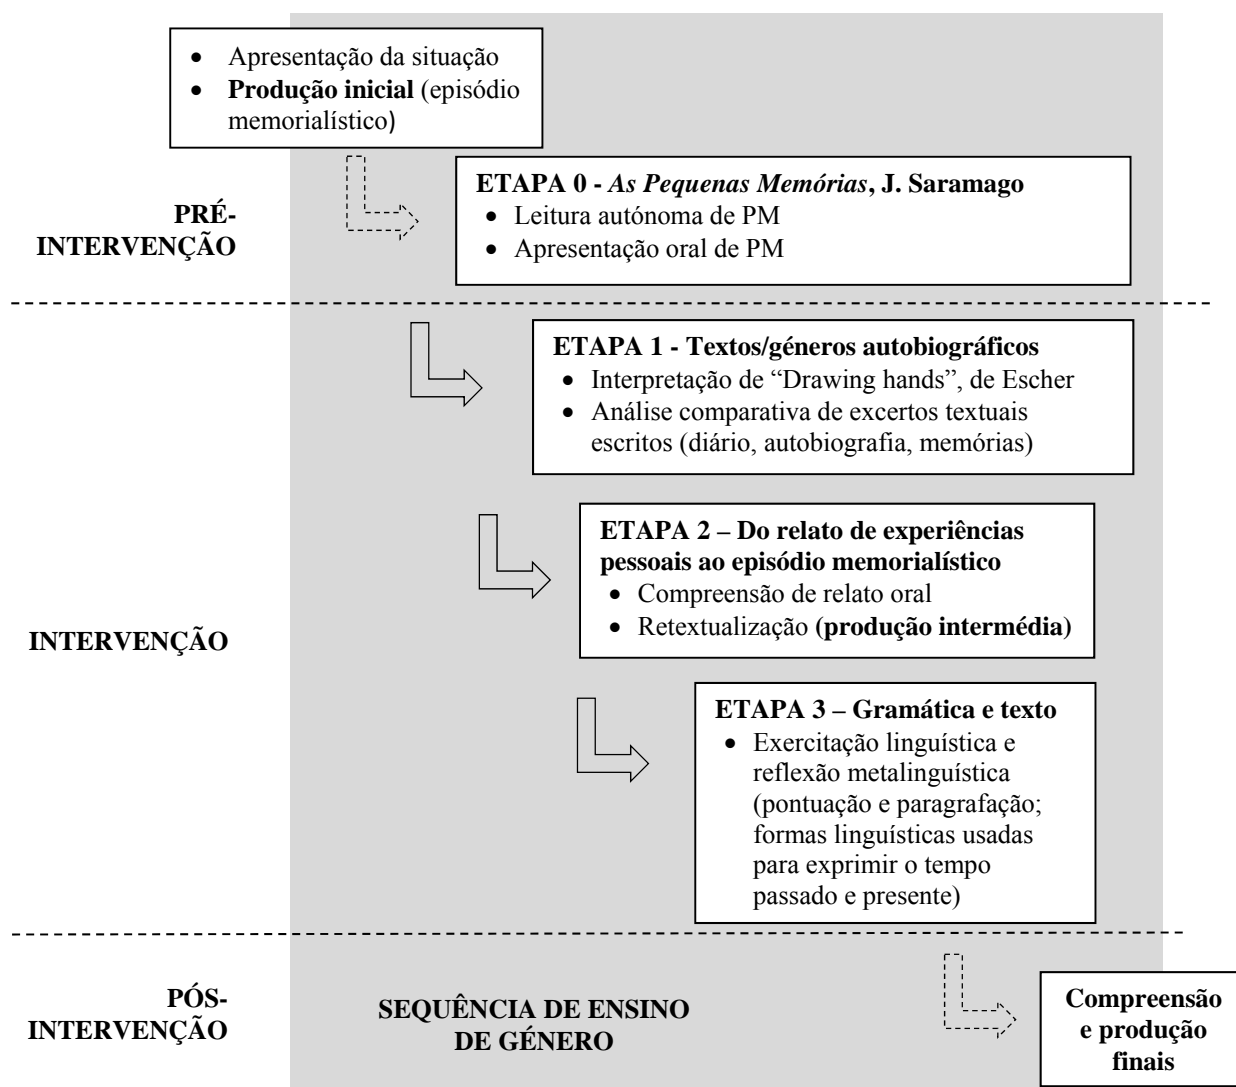 • Apresentação da situação
• Produção inicial (episódio
memorialístico)
PRÉ-
INTERVENÇÃO
ETAPA 0 - As Pequenas Memórias, J. Saramago
• Leitura autónoma de PM
• Apresentação oral de PM
ETAPA 1 - Textos/géneros autobiográficos
• Interpretação de “Drawing hands”, de Escher
• Análise comparativa de excertos textuais
escritos (diário, autobiografia, memórias)
INTERVENÇÃO
ETAPA 2 – Do relato de experiências
pessoais ao episódio memorialístico
• Compreensão de relato oral
• Retextualização (produção intermédia)
ETAPA 3 – Gramática e texto
• Exercitação linguística e
reflexão metalinguística
(pontuação e paragrafação;
formas linguísticas usadas
para exprimir o tempo
passado e presente)
PÓS-
INTERVENÇÃO
SEQUÊNCIA DE ENSINO
DE GÉNERO
Compreensão
e produção
finais